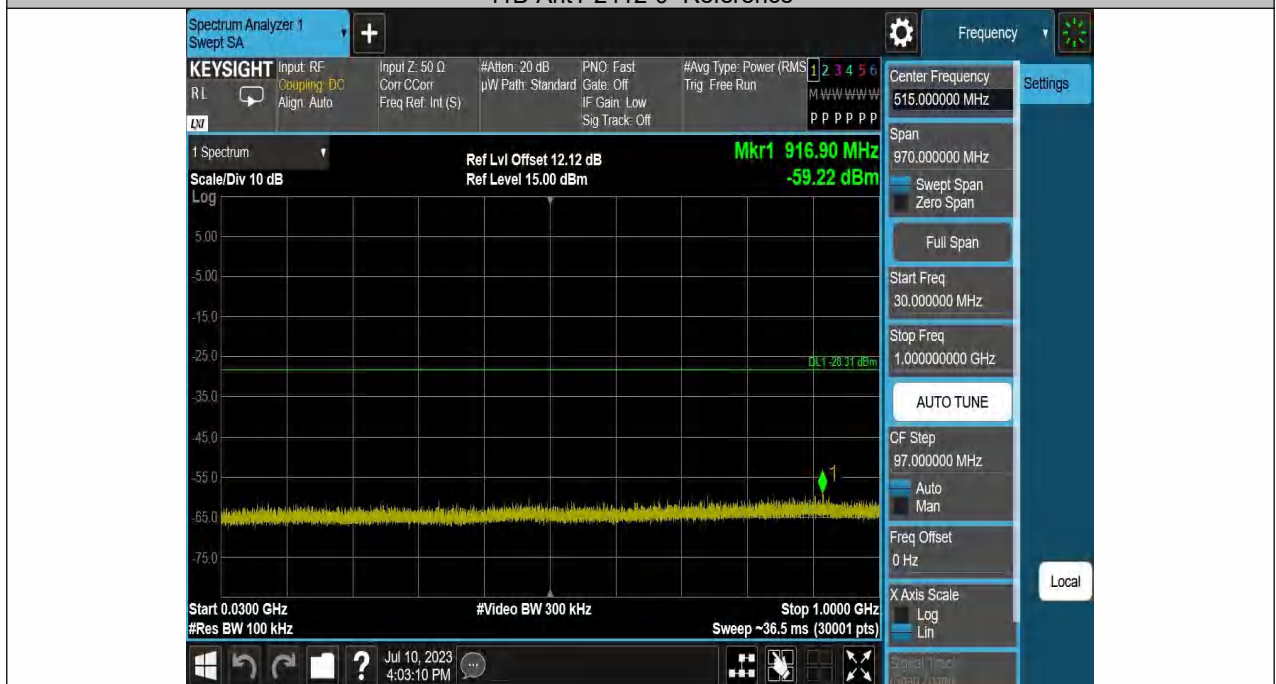 Spectrum Analyzer 1
Swept SA
+
Frequency
KEYSIGHT
RL
LXI
Input: RF
Coupling: DC
Align: Auto
Input Z: 50 Ω
Corr CCorr
Freq Ref: Int (S)
#Atten: 20 dB
µW Path: Standard
PNO: Fast
Gate: Off
IF Gain: Low
Sig Track: Off
#Avg Type: Power (RMS
Trig: Free Run
1 2 3 4 5 6
M W W W W W
P P P P P P
1 Spectrum
Scale/Div 10 dB
Log
Ref Lvl Offset 12.12 dB
Ref Level 15.00 dBm
Mkr1 916.90 MHz
-59.22 dBm
5.00
-5.00
-15.0
-25.0
DL1 -28.31 dBm
-35.0
-45.0
-55.0
1
-65.0
-75.0
Start 0.0300 GHz
#Res BW 100 kHz
#Video BW 300 kHz
Stop 1.0000 GHz
Sweep ~36.5 ms (30001 pts)
Center Frequency
515.000000 MHz
Settings
Span
970.000000 MHz
Swept Span
Zero Span
Full Span
Start Freq
30.000000 MHz
Stop Freq
1.000000000 GHz
AUTO TUNE
CF Step
97.000000 MHz
Auto
Man
Freq Offset
0 Hz
X Axis Scale
Log
Lin
Local
?
Jul 10, 2023
4:03:10 PM